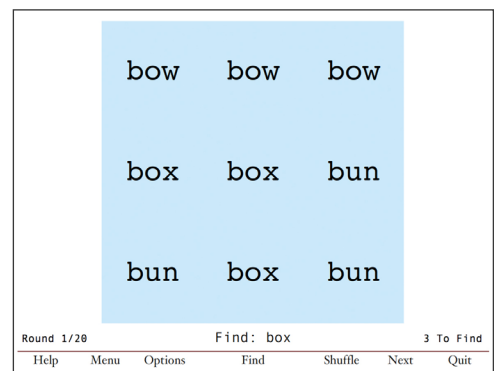 bow bow bow
box box bun
bun box bun
Round 1/20 Find: box 3 To Find
Help Menu Options Find Shuffle Next Quit